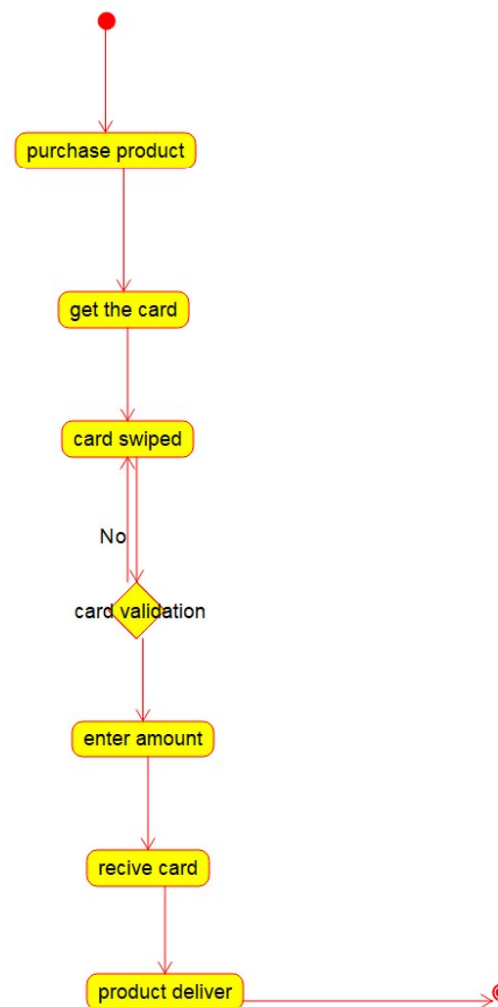 purchase product
get the card
card swiped
No
card validation
enter amount
recive card
product deliver